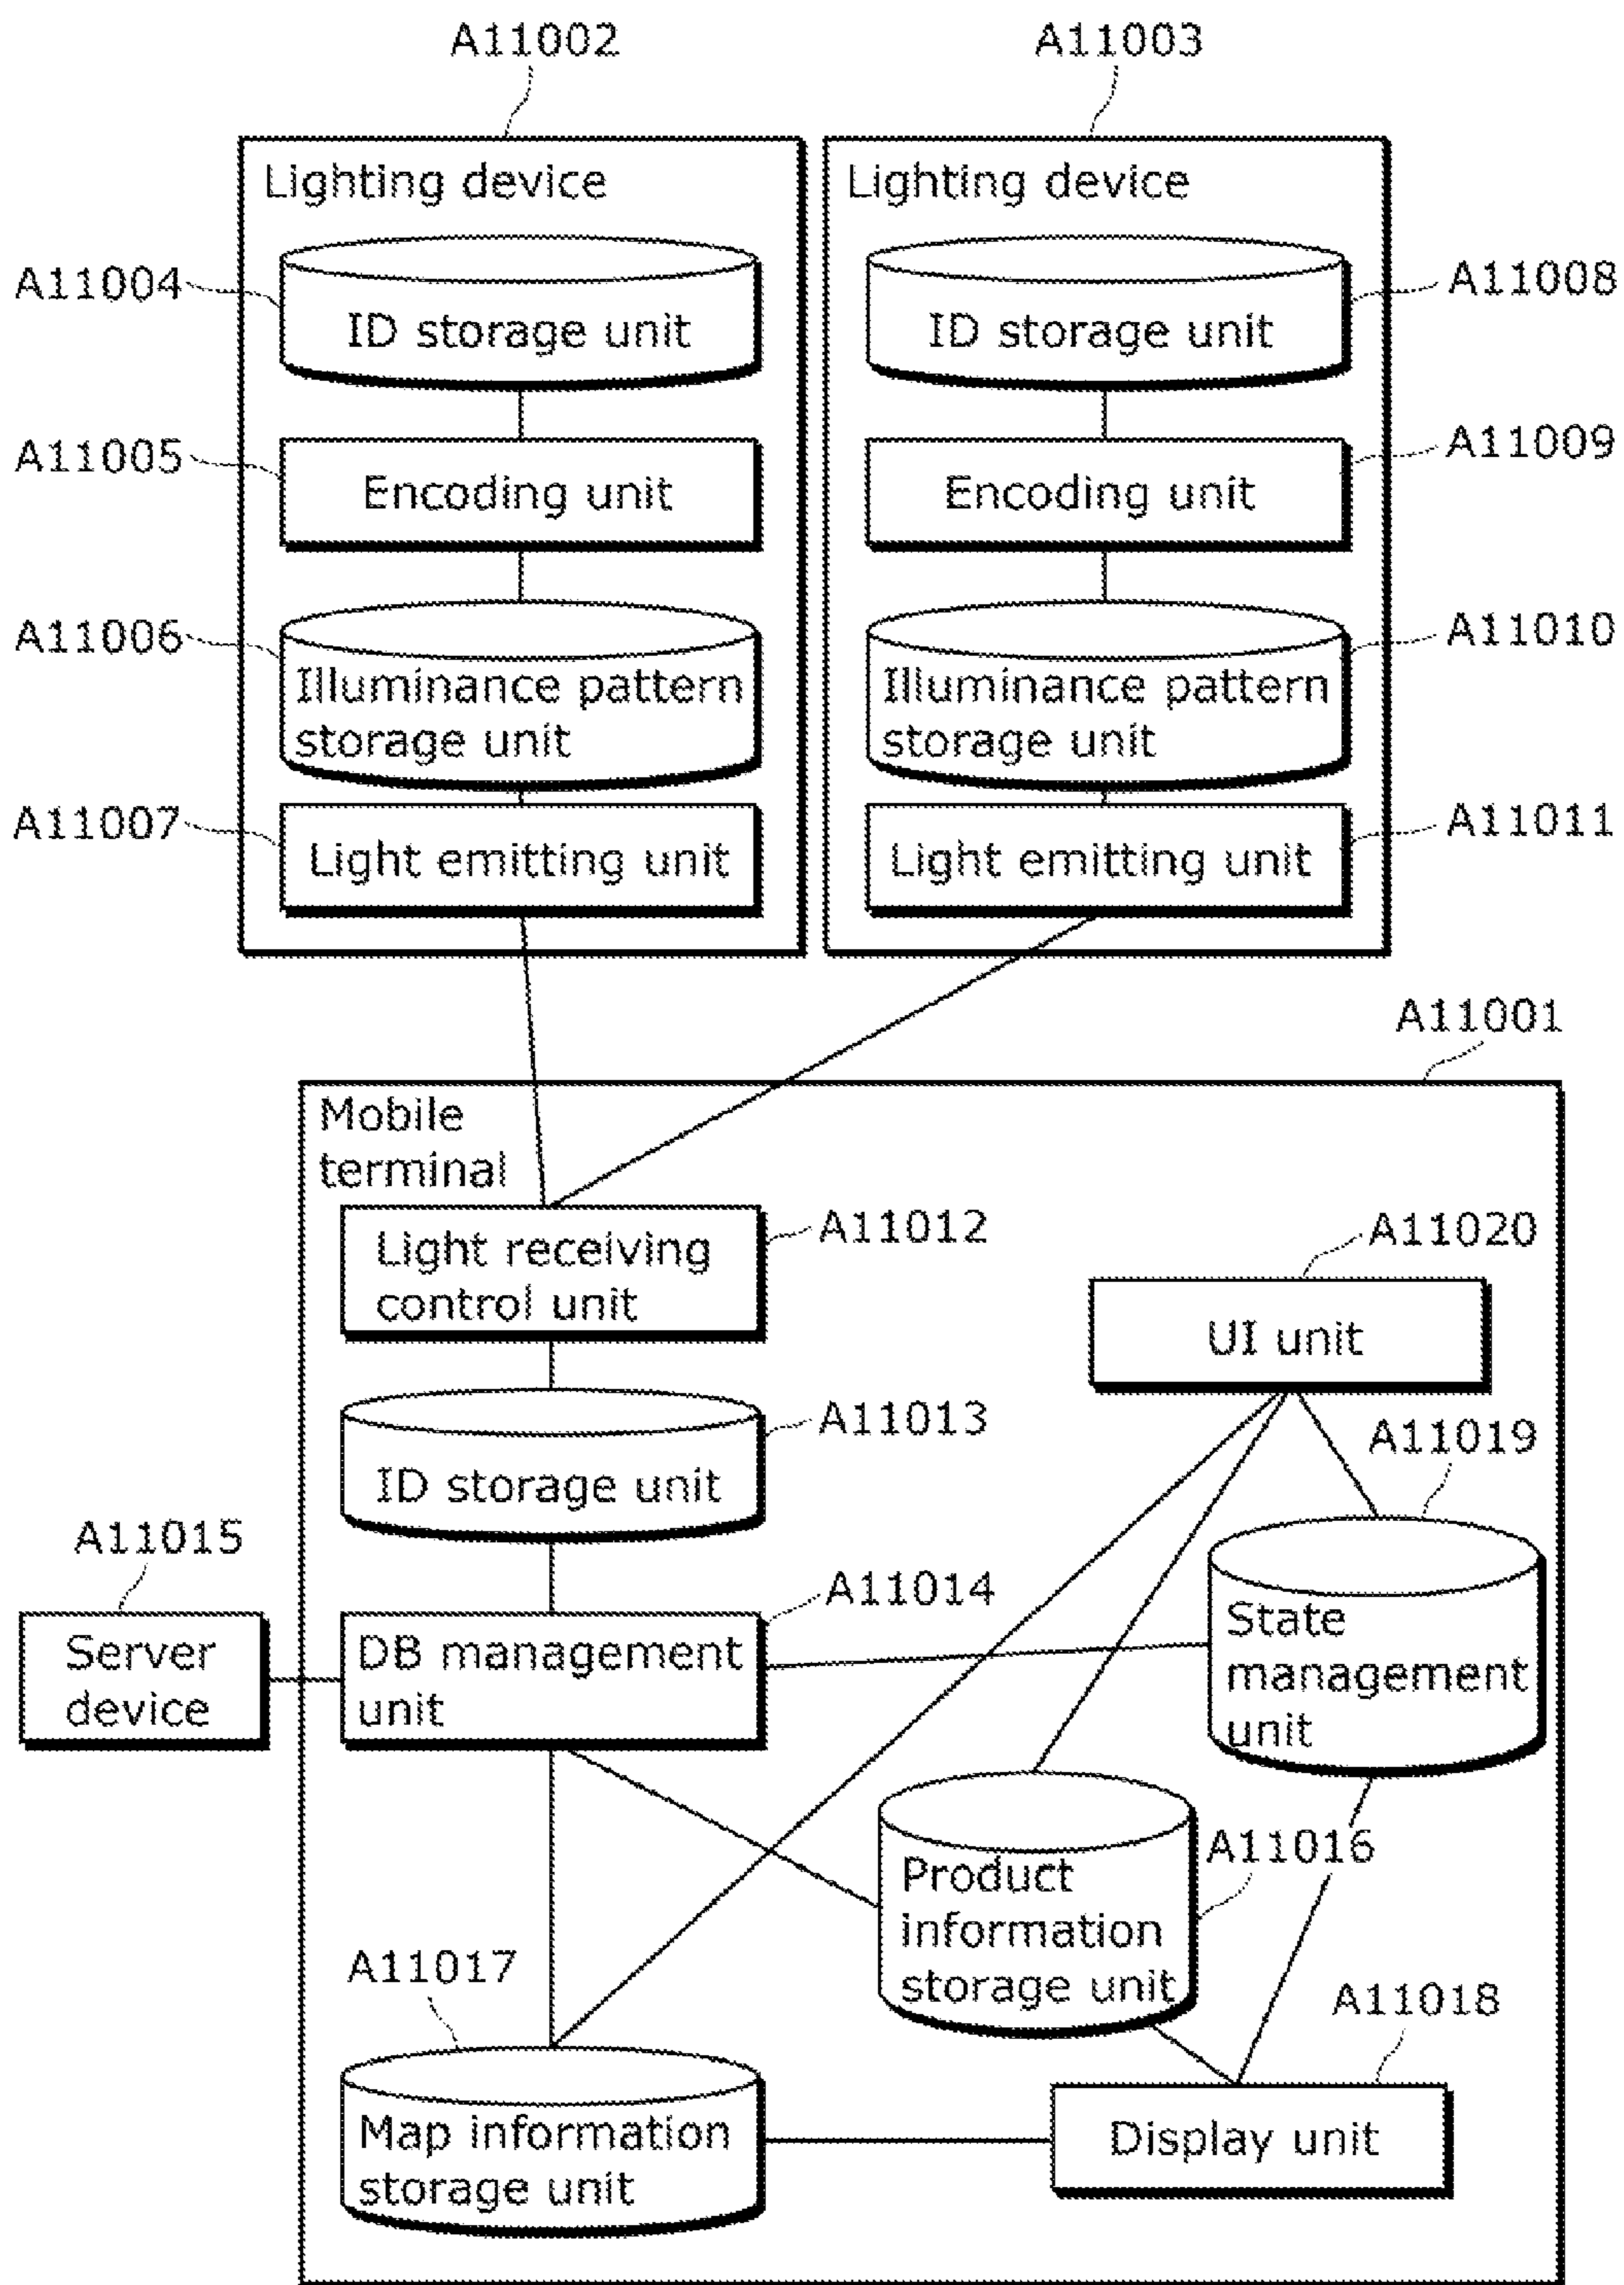 A11002
A11003
Lighting device
Lighting device
A11004
ID storage unit
ID storage unit
A11008
A11005
Encoding unit
Encoding unit
A11009
A11006
Illuminance pattern
storage unit
Illuminance pattern
storage unit
A11010
A11007
Light emitting unit
Light emitting unit
A11011
A11001
Mobile
terminal
Light receiving
control unit
A11012
A11020
UI unit
ID storage unit
A11013
A11019
A11015
Server
device
DB management
unit
A11014
State
management
unit
A11016
Product
information
storage unit
A11017
Map information
storage unit
A11018
Display unit